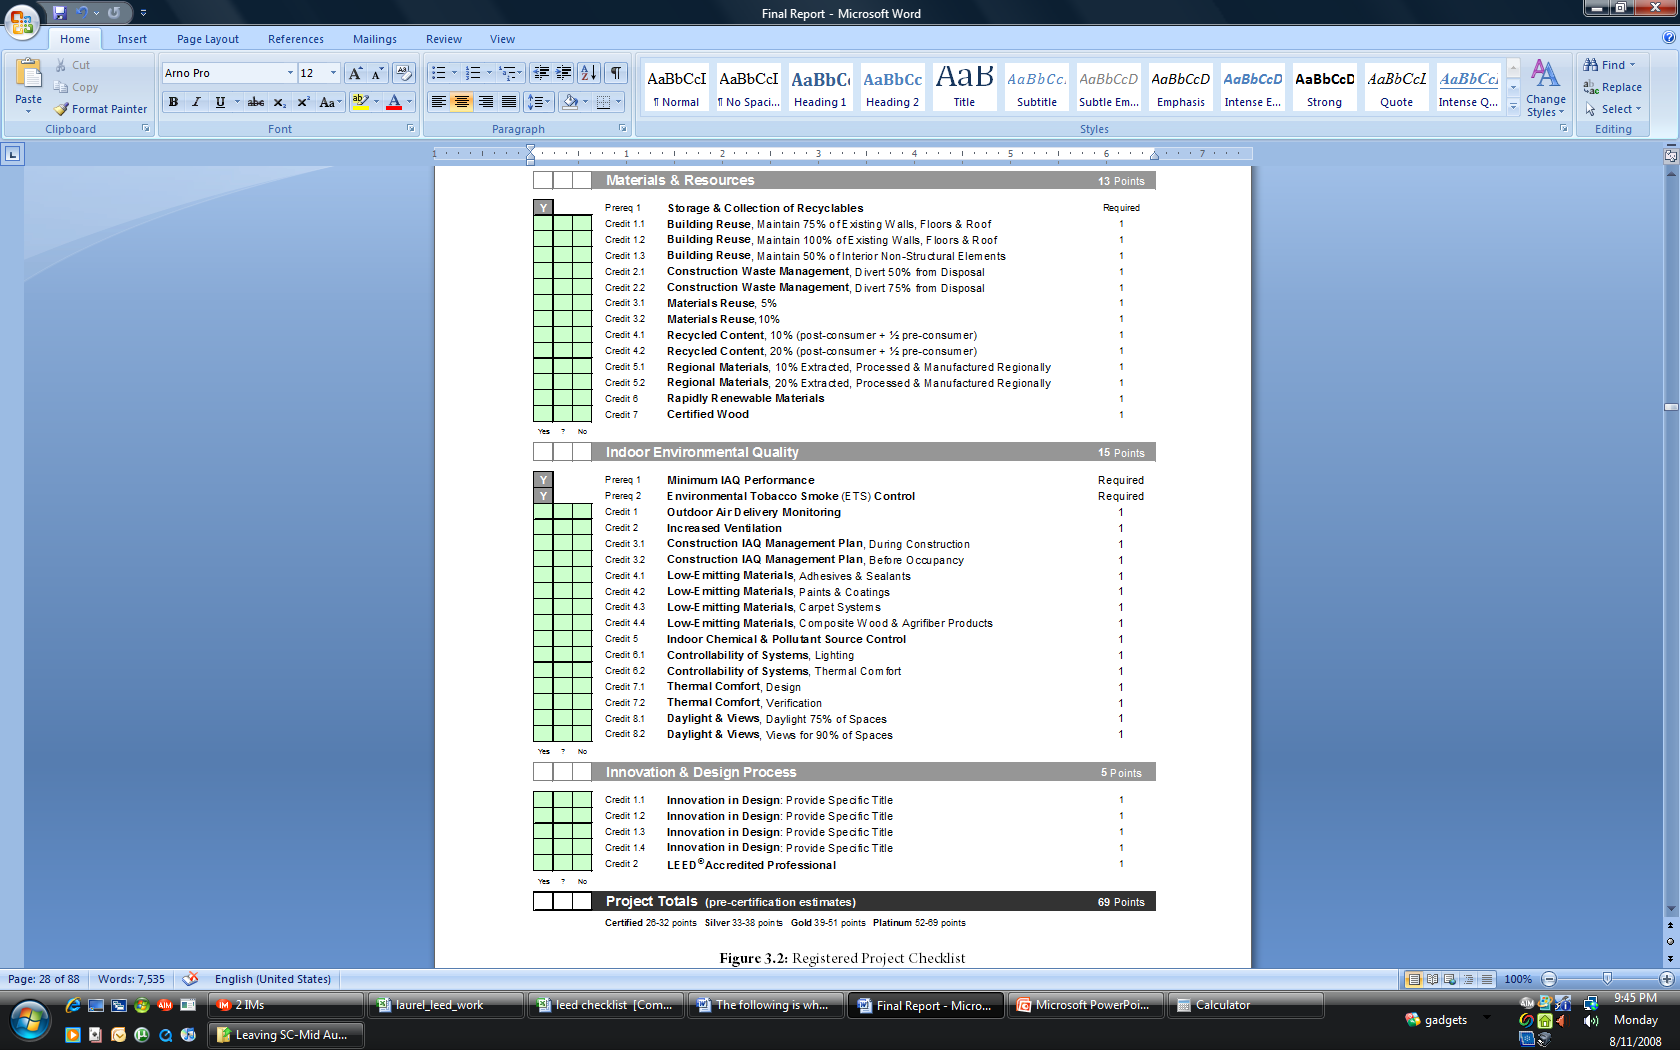 Final Report - Microsoft Word
Home Insert Page Layout References Mailings Review View
Paste
Cut
Copy
Format Painter
Clipboard
Arno Pro 12
Font
Paragraph
AaBbCcI AaBbCcI AaBbC AaBbCc AaB AaBbCc. AaBbCcD AaBbCcD AaBbCcD AaBbCcD AaBbCcL AaBbCcI
¶ Normal ¶ No Spaci... Heading 1 Heading 2 Title Subtitle Subtle Em... Emphasis Intense E... Strong Quote Intense Q...
Change Styles
Styles
Find
Replace
Select
Editing
1 1 2 3 4 5 6 7
Materials & Resources 13 Points
Y Prereq 1 Storage & Collection of Recyclables Required
Credit 1.1 Building Reuse, Maintain 75% of Existing Walls, Floors & Roof 1
Credit 1.2 Building Reuse, Maintain 100% of Existing Walls, Floors & Roof 1
Credit 1.3 Building Reuse, Maintain 50% of Interior Non-Structural Elements 1
Credit 2.1 Construction Waste Management, Divert 50% from Disposal 1
Credit 2.2 Construction Waste Management, Divert 75% from Disposal 1
Credit 3.1 Materials Reuse, 5% 1
Credit 3.2 Materials Reuse,10% 1
Credit 4.1 Recycled Content, 10% (post-consumer + ½ pre-consumer) 1
Credit 4.2 Recycled Content, 20% (post-consumer + ½ pre-consumer) 1
Credit 5.1 Regional Materials, 10% Extracted, Processed & Manufactured Regionally 1
Credit 5.2 Regional Materials, 20% Extracted, Processed & Manufactured Regionally 1
Credit 6 Rapidly Renewable Materials 1
Credit 7 Certified Wood 1
Yes ? No
Indoor Environmental Quality 15 Points
Y Prereq 1 Minimum IAQ Performance Required
Y Prereq 2 Environmental Tobacco Smoke (ETS) Control Required
Credit 1 Outdoor Air Delivery Monitoring 1
Credit 2 Increased Ventilation 1
Credit 3.1 Construction IAQ Management Plan, During Construction 1
Credit 3.2 Construction IAQ Management Plan, Before Occupancy 1
Credit 4.1 Low-Emitting Materials, Adhesives & Sealants 1
Credit 4.2 Low-Emitting Materials, Paints & Coatings 1
Credit 4.3 Low-Emitting Materials, Carpet Systems 1
Credit 4.4 Low-Emitting Materials, Composite Wood & Agrifiber Products 1
Credit 5 Indoor Chemical & Pollutant Source Control 1
Credit 6.1 Controllability of Systems, Lighting 1
Credit 6.2 Controllability of Systems, Thermal Comfort 1
Credit 7.1 Thermal Comfort, Design 1
Credit 7.2 Thermal Comfort, Verification 1
Credit 8.1 Daylight & Views, Daylight 75% of Spaces 1
Credit 8.2 Daylight & Views, Views for 90% of Spaces 1
Yes ? No
Innovation & Design Process 5 Points
Credit 1.1 Innovation in Design: Provide Specific Title 1
Credit 1.2 Innovation in Design: Provide Specific Title 1
Credit 1.3 Innovation in Design: Provide Specific Title 1
Credit 1.4 Innovation in Design: Provide Specific Title 1
Credit 2 LEED® Accredited Professional 1
Yes ? No
Project Totals (pre-certification estimates) 69 Points
Certified 26-32 points Silver 33-38 points Gold 39-51 points Platinum 52-69 points
Figure 3.2: Registered Project Checklist
Page: 28 of 88 Words: 7,535 English (United States) 100%
2 IMs laurel_leed_work leed checklist [Com... The following is wh... Final Report - Micro... Microsoft PowerPoi... Calculator
Leaving SC-Mid Au...
gadgets
9:45 PM
Monday
8/11/2008